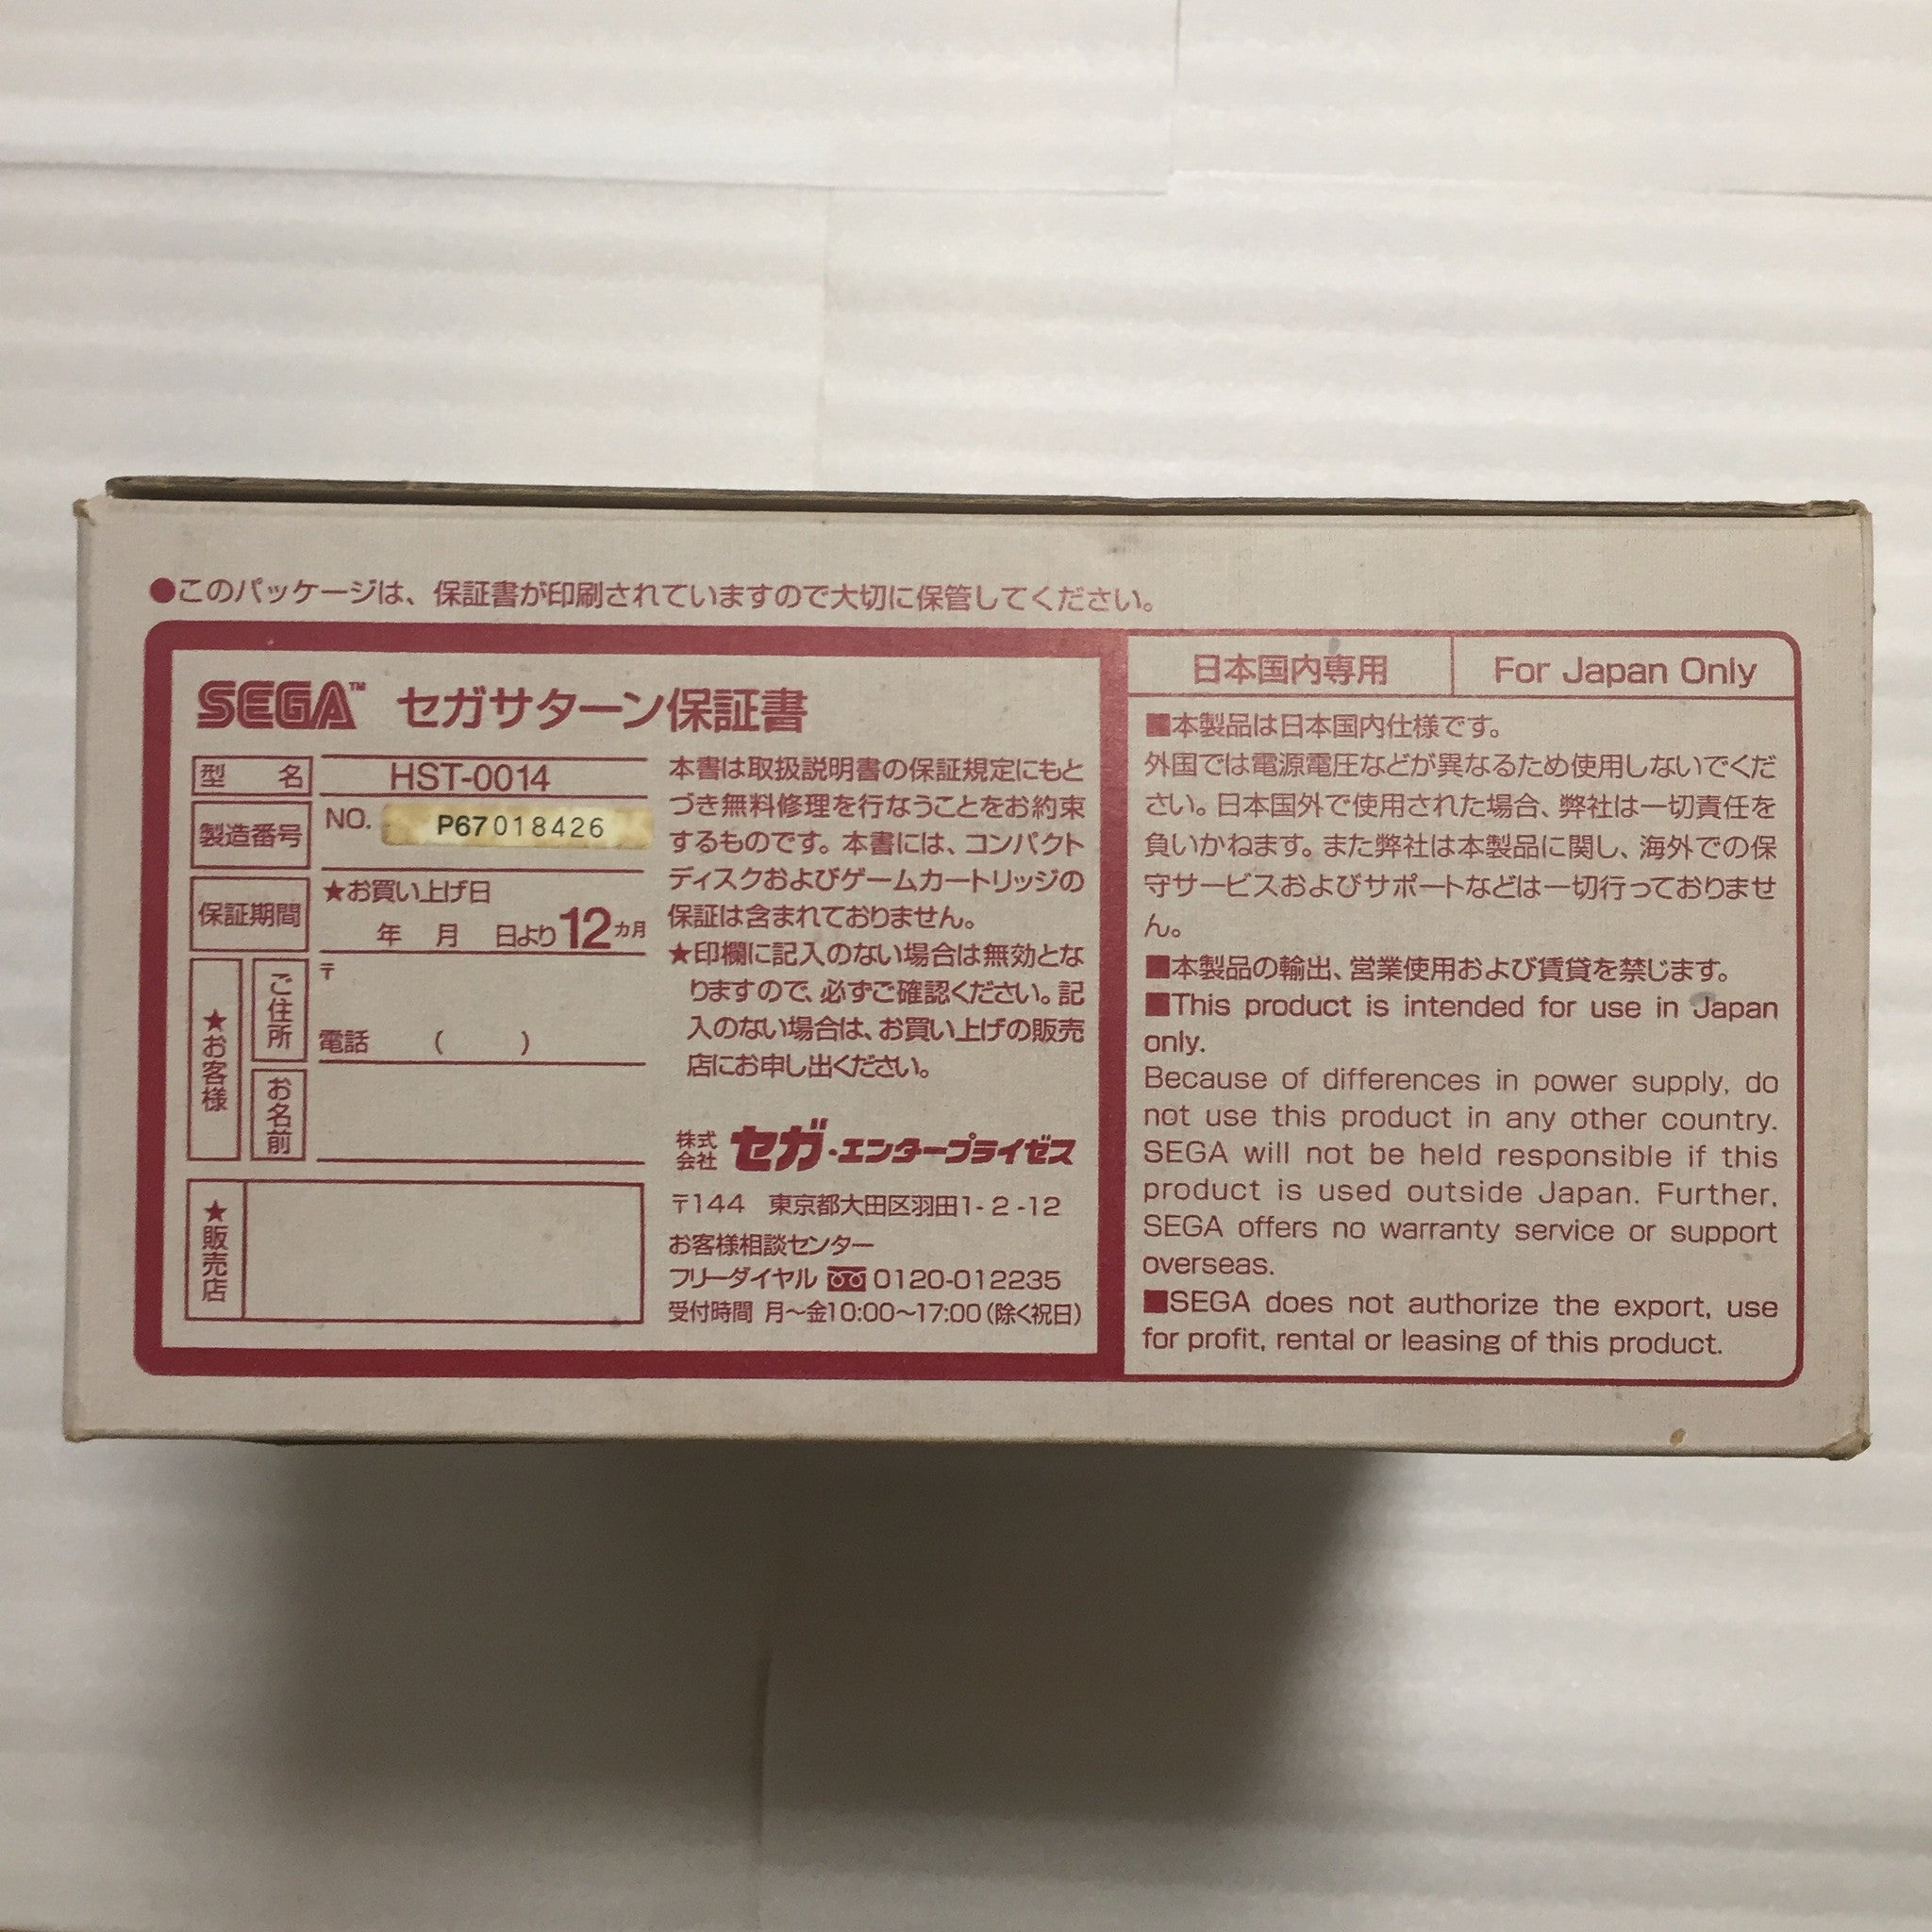 ●このパッケージは、保証書が印刷されていますので大切に保管してください。
SEGA™ セガサターン保証書
型 名 HST-0014
製造番号 NO. P67018426
保証期間 ★お買い上げ日
年 月 日より12カ月
★お客様
ご住所 〒
電話 ( )
お名前
★販売店
本書は取扱説明書の保証規定にもと
づき無料修理を行なうことをお約束
するものです。本書には、コンパクト
ディスクおよびゲームカートリッジの
保証は含まれておりません。
★印欄に記入のない場合は無効とな
りますので、必ずご確認ください。記
入のない場合は、お買い上げの販売
店にお申し出ください。
株式会社 セガ・エンタープライゼス
〒144 東京都大田区羽田1-2-12
お客様相談センター
フリーダイヤル 0120-012235
受付時間 月〜金10:00〜17:00(除く祝日)
日本国内専用 For Japan Only
■本製品は日本国内仕様です。
外国では電源電圧などが異なるため使用しないでくだ
さい。日本国外で使用された場合、弊社は一切責任を
負いかねます。また弊社は本製品に関し、海外での保
守サービスおよびサポートなどは一切行っておりませ
ん。
■本製品の輸出、営業使用および賃貸を禁じます。
■This product is intended for use in Japan
only.
Because of differences in power supply, do
not use this product in any other country.
SEGA will not be held responsible if this
product is used outside Japan. Further,
SEGA offers no warranty service or support
overseas.
■SEGA does not authorize the export, use
for profit, rental or leasing of this product.